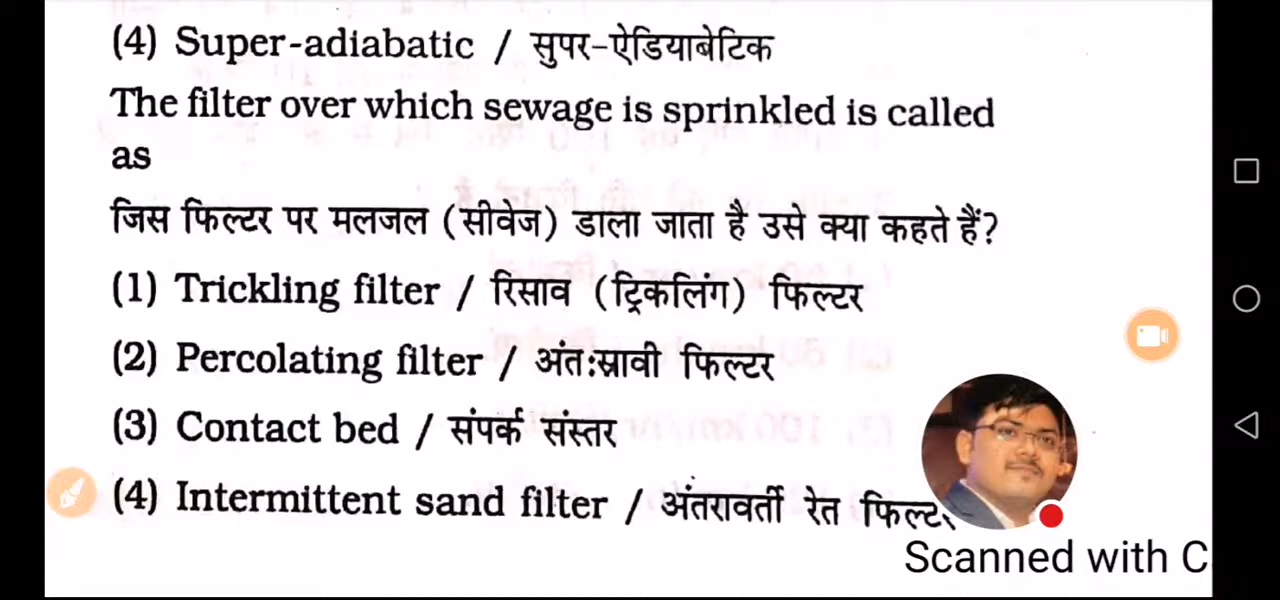 (4) Super-adiabatic / सुपर-ऐडियाबेटिक
The filter over which sewage is sprinkled is called
as
जिस फिल्टर पर मलजल (सीवेज) डाला जाता है उसे क्या कहते हैं?
(1) Trickling filter / रिसाव (ट्रिकलिंग) फिल्टर
(2) Percolating filter / अंत:स्रावी फिल्टर
(3) Contact bed / संपर्क संस्तर
(4) Intermittent sand filter / अंतरावर्ती रेत फिल्टर
Scanned with C